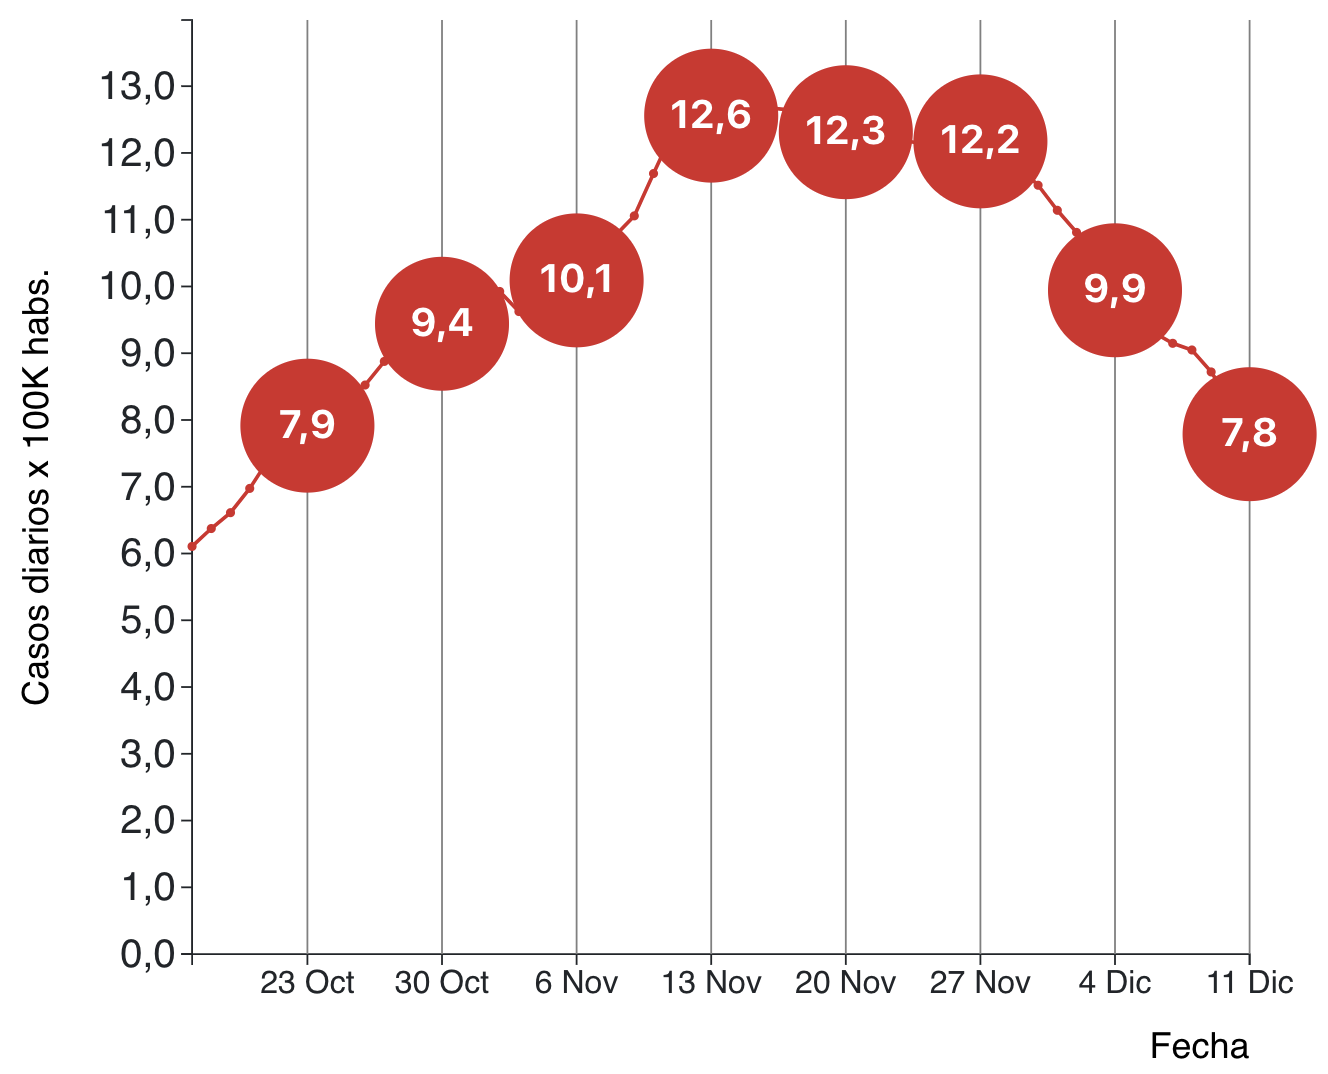 Casos diarios x 100K habs.
13,0
12,0
11,0
10,0
9,0
8,0
7,0
6,0
5,0
4,0
3,0
2,0
1,0
0,0
7,9
9,4
10,1
12,6
12,3
12,2
9,9
7,8
23 Oct
30 Oct
6 Nov
13 Nov
20 Nov
27 Nov
4 Dic
11 Dic
Fecha